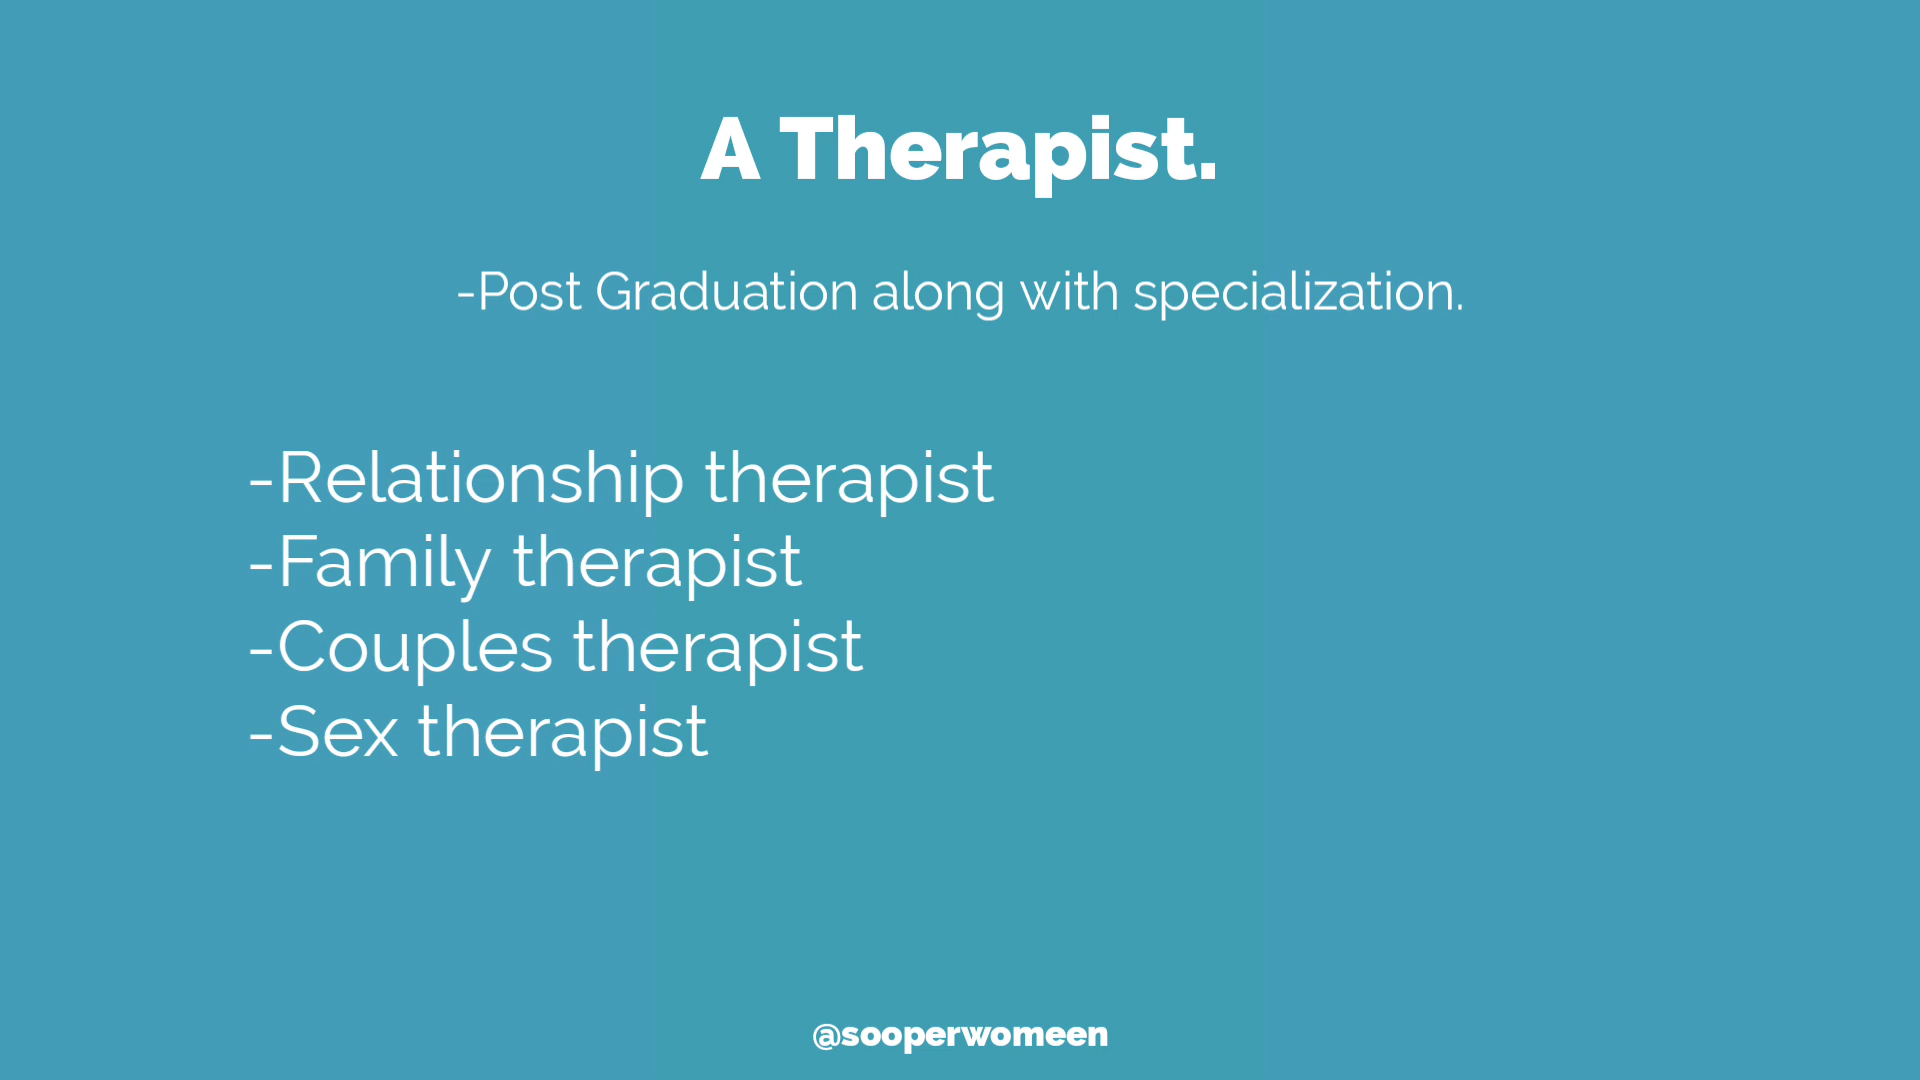 A Therapist.
-Post Graduation along with specialization.
-Relationship therapist
-Family therapist
-Couples therapist
-Sex therapist
@sooperwomeen